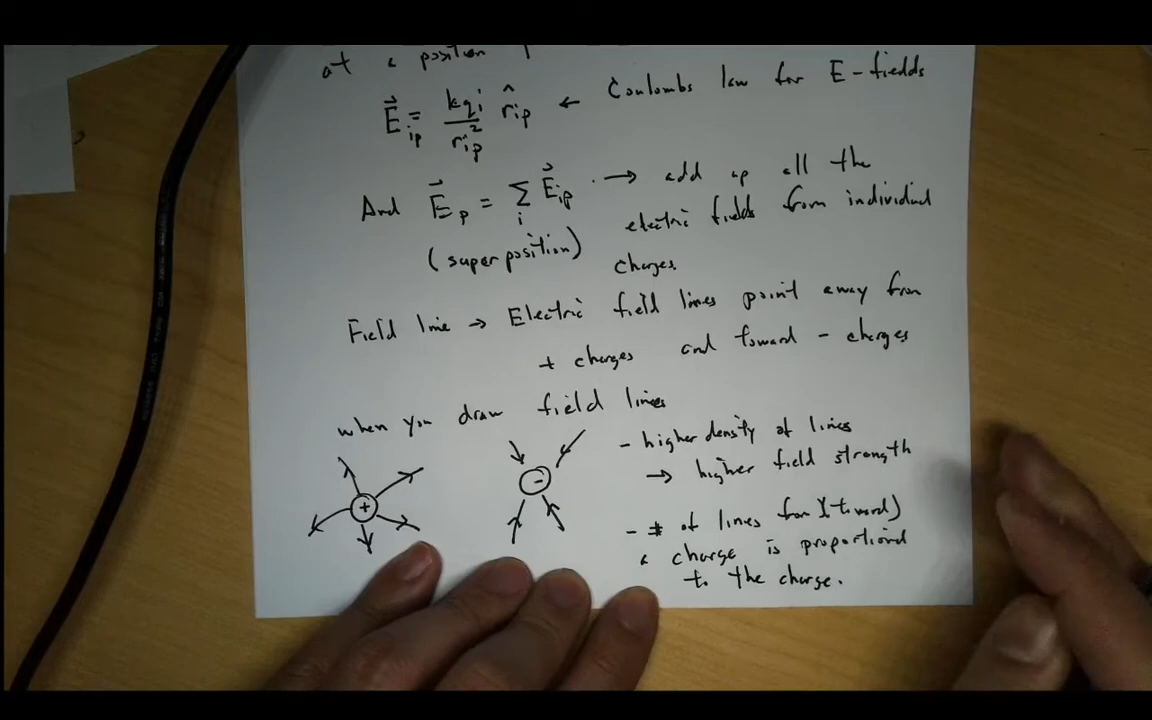 at a position
E⃗ip = kqi/rip² r̂ip ← Coulombs law for E-fields
And E⃗p = Σi E⃗ip → add up all the
(superposition) electric fields from individual
charges.
Field line → Electric field lines point away from
+ charges and toward - charges
when you draw field lines
- higher density of lines
→ higher field strength
- # of lines from (toward)
a charge is proportional
to the charge.
+
-